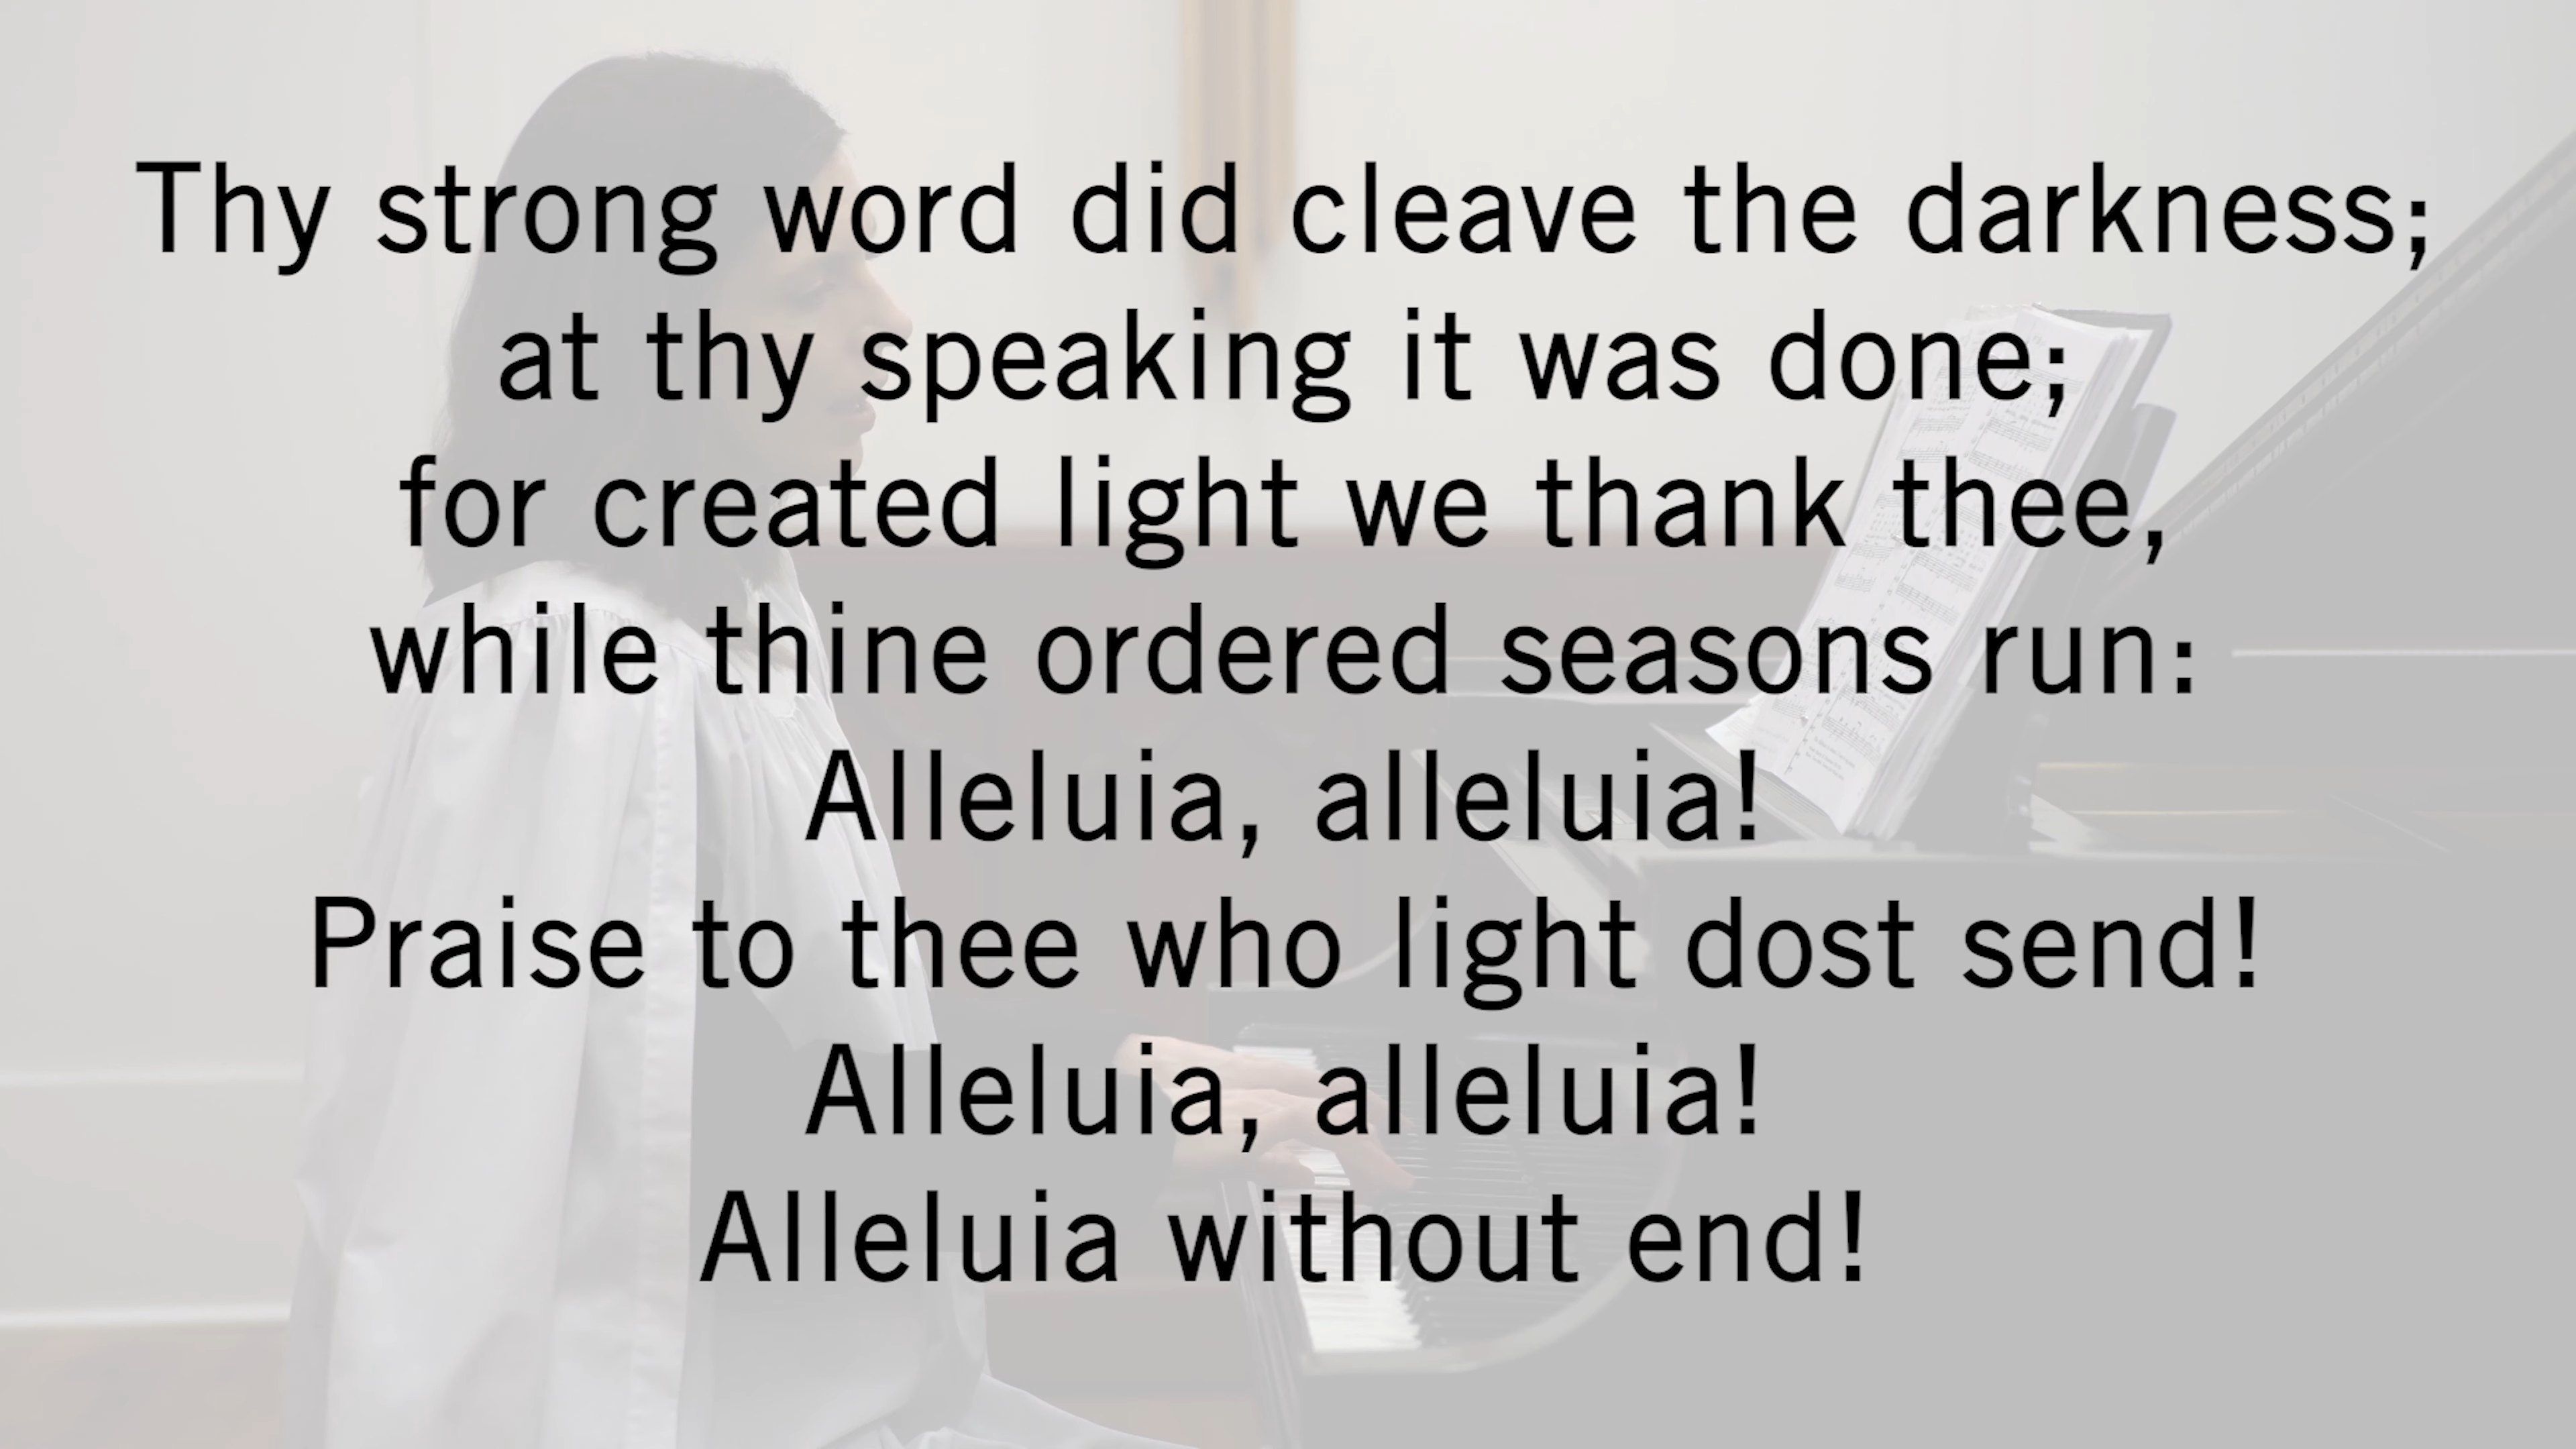 Thy strong word did cleave the darkness;
at thy speaking it was done;
for created light we thank thee,
while thine ordered seasons run:
Alleluia, alleluia!
Praise to thee who light dost send!
Alleluia, alleluia!
Alleluia without end!